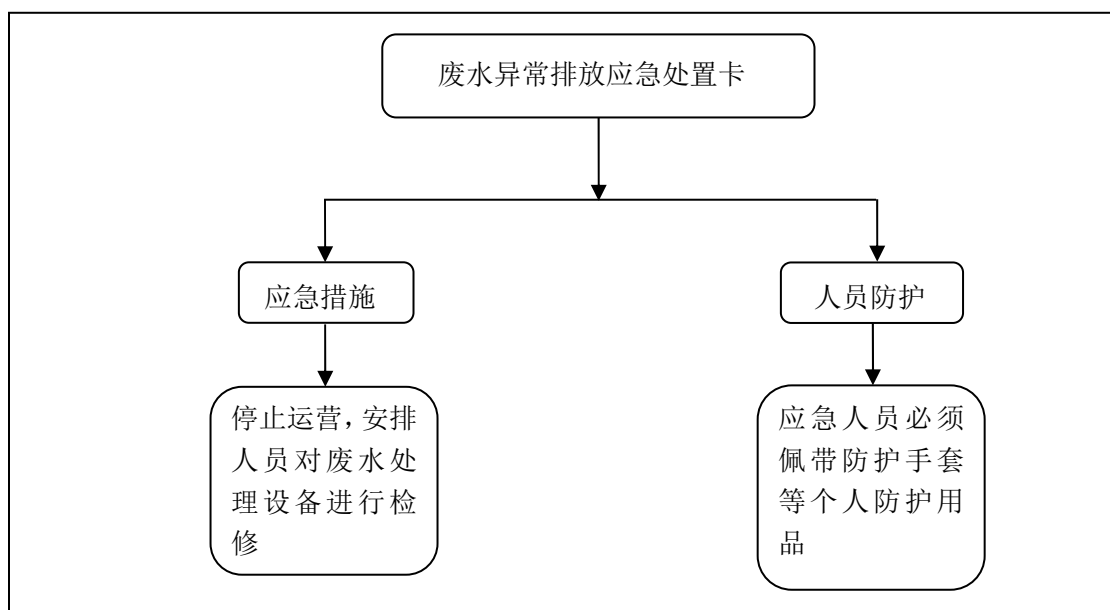 废水异常排放应急处置卡
应急措施
人员防护
停止运营，安排
人员对废水处
理设备进行检
修
应急人员必须
佩带防护手套
等个人防护用
品